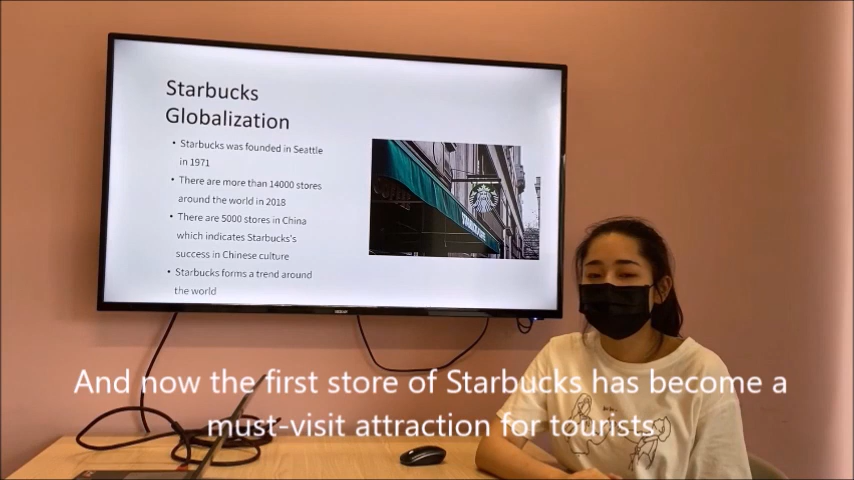 Starbucks
Globalization
• Starbucks was founded in Seattle
in 1971
• There are more than 14000 stores
around the world in 2018
• There are 5000 stores in China
which indicates Starbucks's
success in Chinese culture
• Starbucks forms a trend around
the world
And now the first store of Starbucks has become a
must-visit attraction for tourists